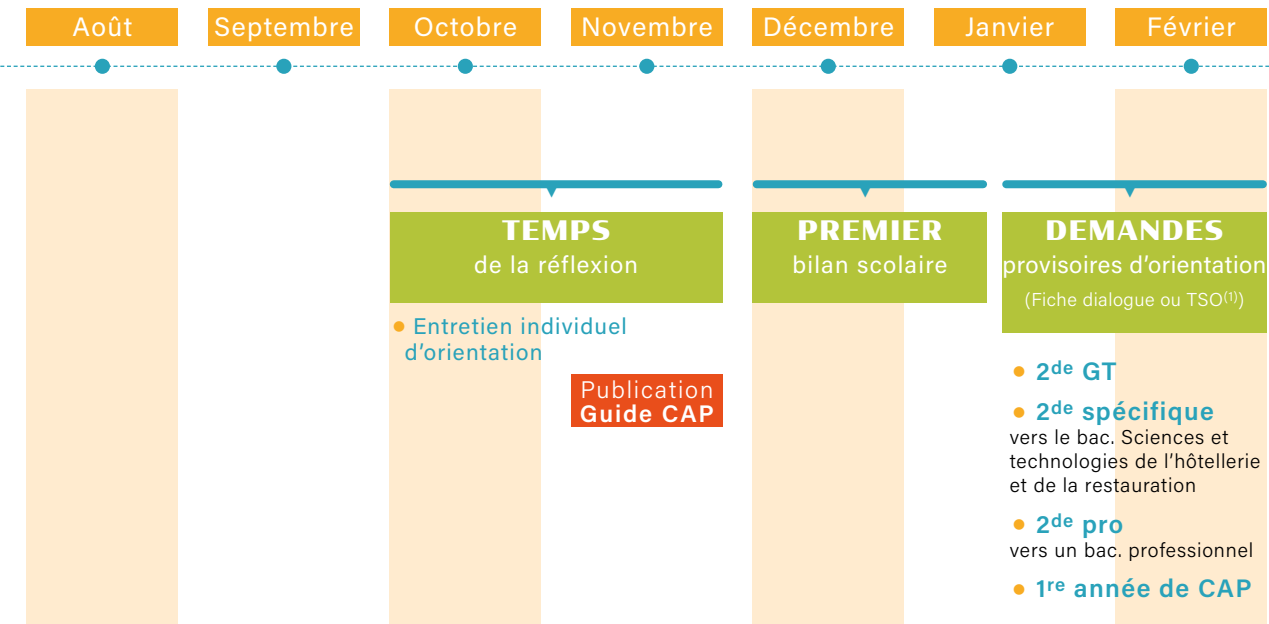 Août
Septembre
Octobre
Novembre
Décembre
Janvier
Février
TEMPS
de la réflexion
• Entretien individuel
d'orientation
Publication
Guide CAP
PREMIER
bilan scolaire
DEMANDES
provisoires d'orientation
(Fiche dialogue ou TSO⁽¹⁾)
• 2ᵈᵉ GT
• 2ᵈᵉ spécifique
vers le bac. Sciences et
technologies de l'hôtellerie
et de la restauration
• 2ᵈᵉ pro
vers un bac. professionnel
• 1ʳᵉ année de CAP